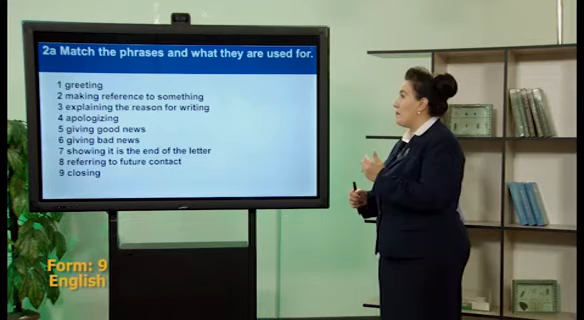 2a Match the phrases and what they are used for.
1 greeting
2 making reference to something
3 explaining the reason for writing
4 apologizing
5 giving good news
6 giving bad news
7 showing it is the end of the letter
8 referring to future contact
9 closing
Form: 9
English